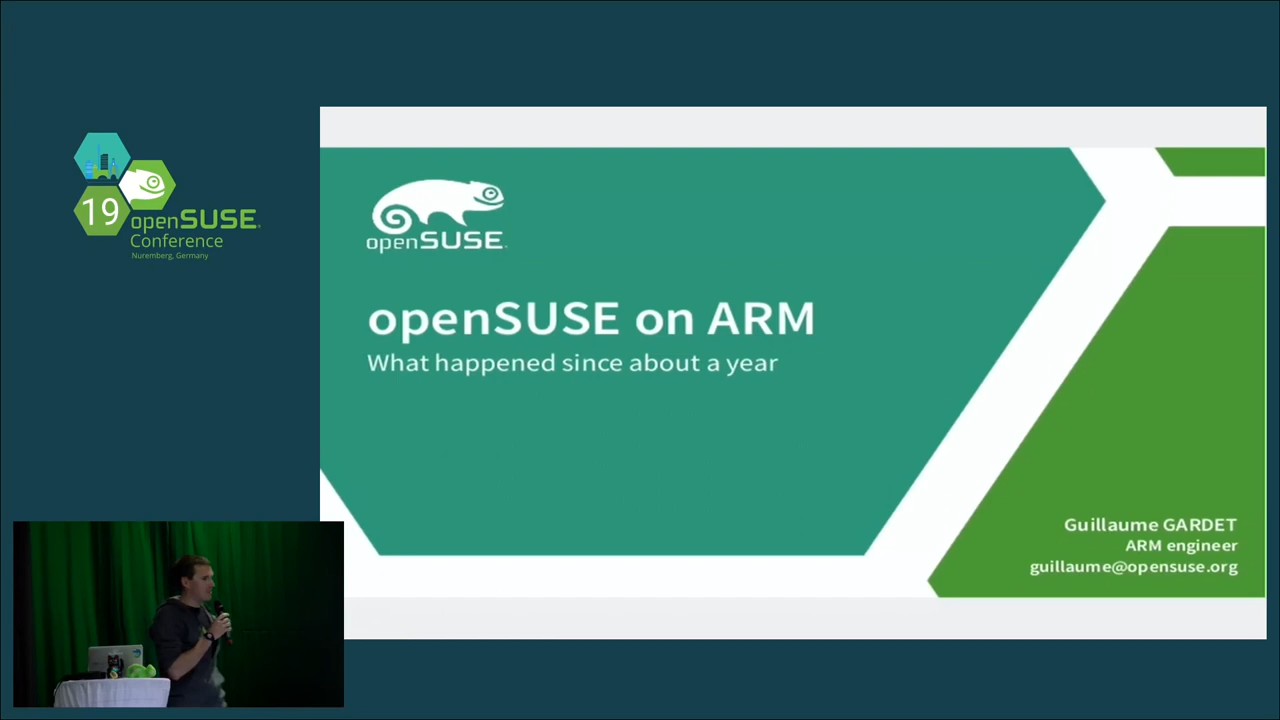 19
openSUSE
Conference
Nuremberg, Germany
openSUSE
openSUSE on ARM
What happened since about a year
Guillaume GARDET
ARM engineer
guillaume@opensuse.org